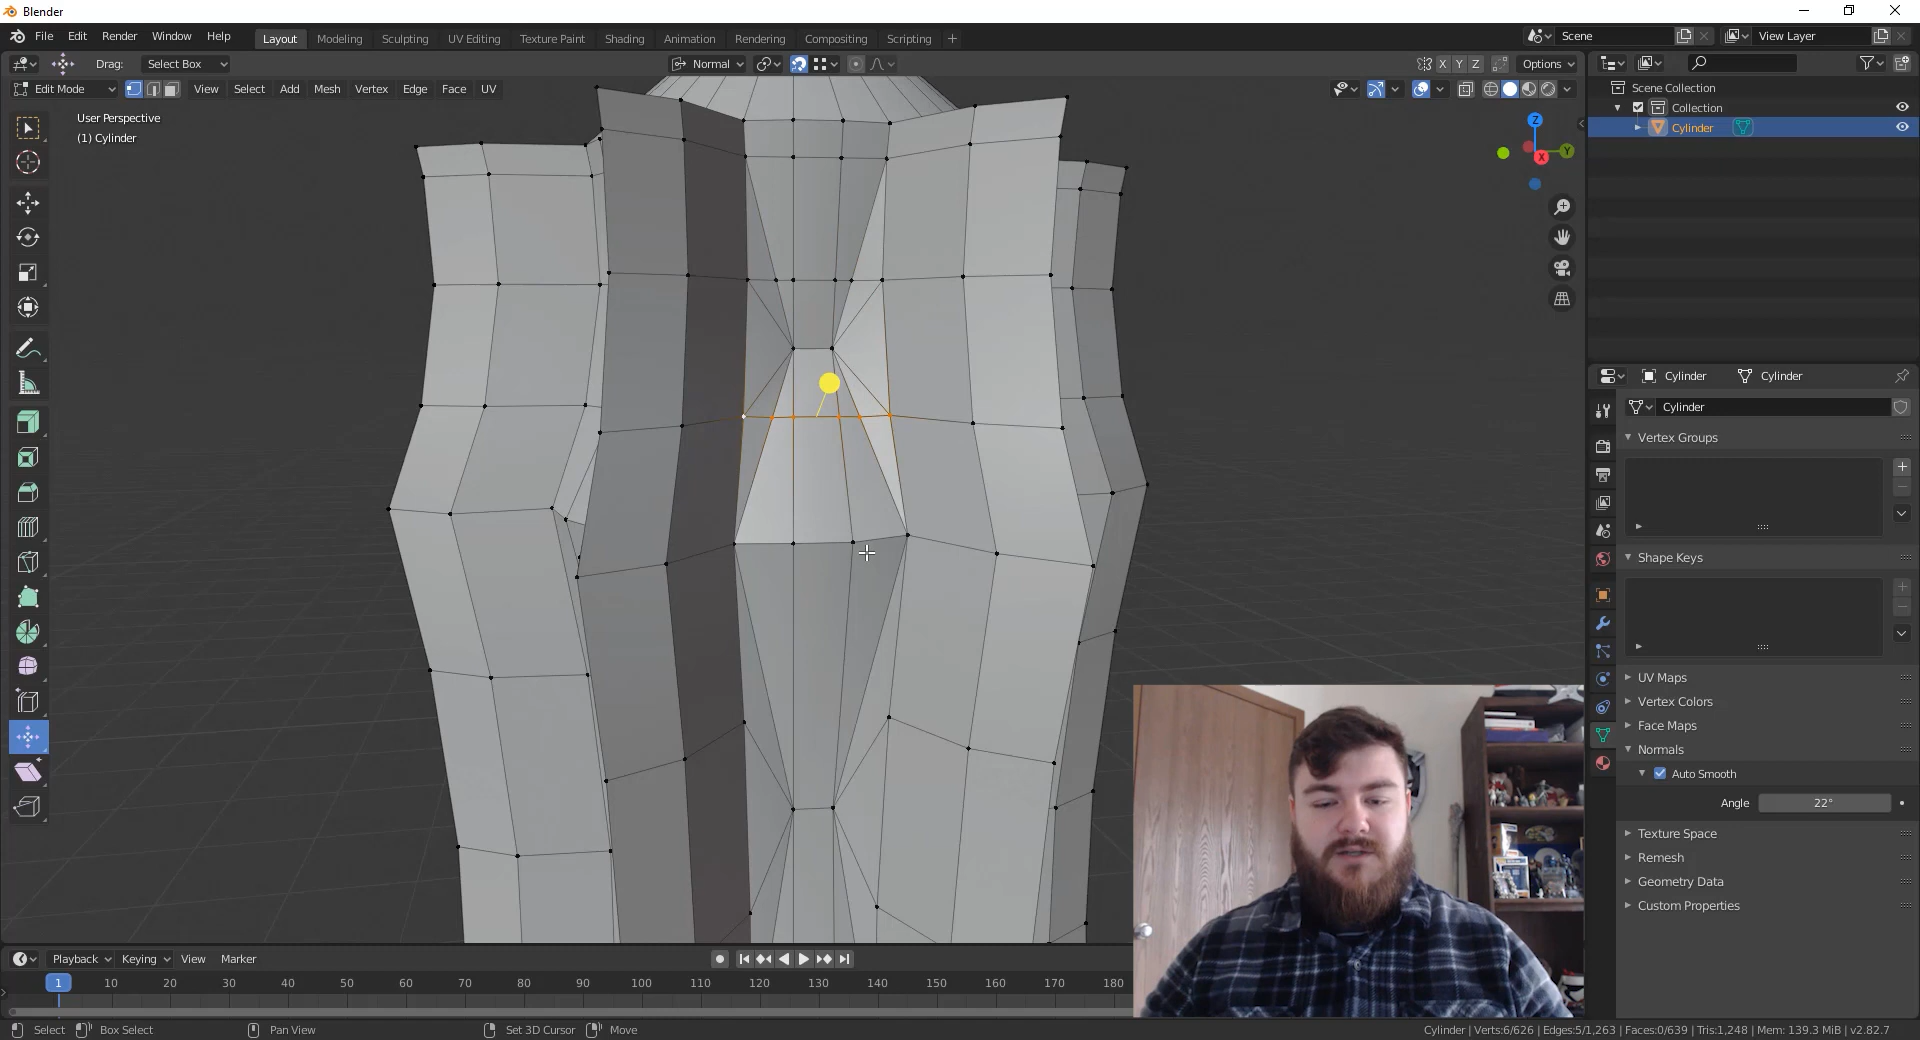 Blender
File Edit Render Window Help
Layout Modeling Sculpting UV Editing Texture Paint Shading Animation Rendering Compositing Scripting +
Scene
View Layer
Drag: Select Box
Normal
X Y Z
Options
Edit Mode
View Select Add Mesh Vertex Edge Face UV
User Perspective
(1) Cylinder
Z
Y
X
Scene Collection
Collection
Cylinder
Cylinder
Cylinder
Cylinder
Vertex Groups
Shape Keys
UV Maps
Vertex Colors
Face Maps
Normals
Auto Smooth
Angle 22°
Texture Space
Remesh
Geometry Data
Custom Properties
Playback Keying View Marker
1 10 20 30 40 50 60 70 80 90 100 110 120 130 140 150 160 170 180
Select Box Select Pan View Set 3D Cursor Move
Cylinder | Verts:6/626 | Edges:5/1,263 | Faces:0/639 | Tris:1,248 | Mem: 139.3 MiB | v2.82.7